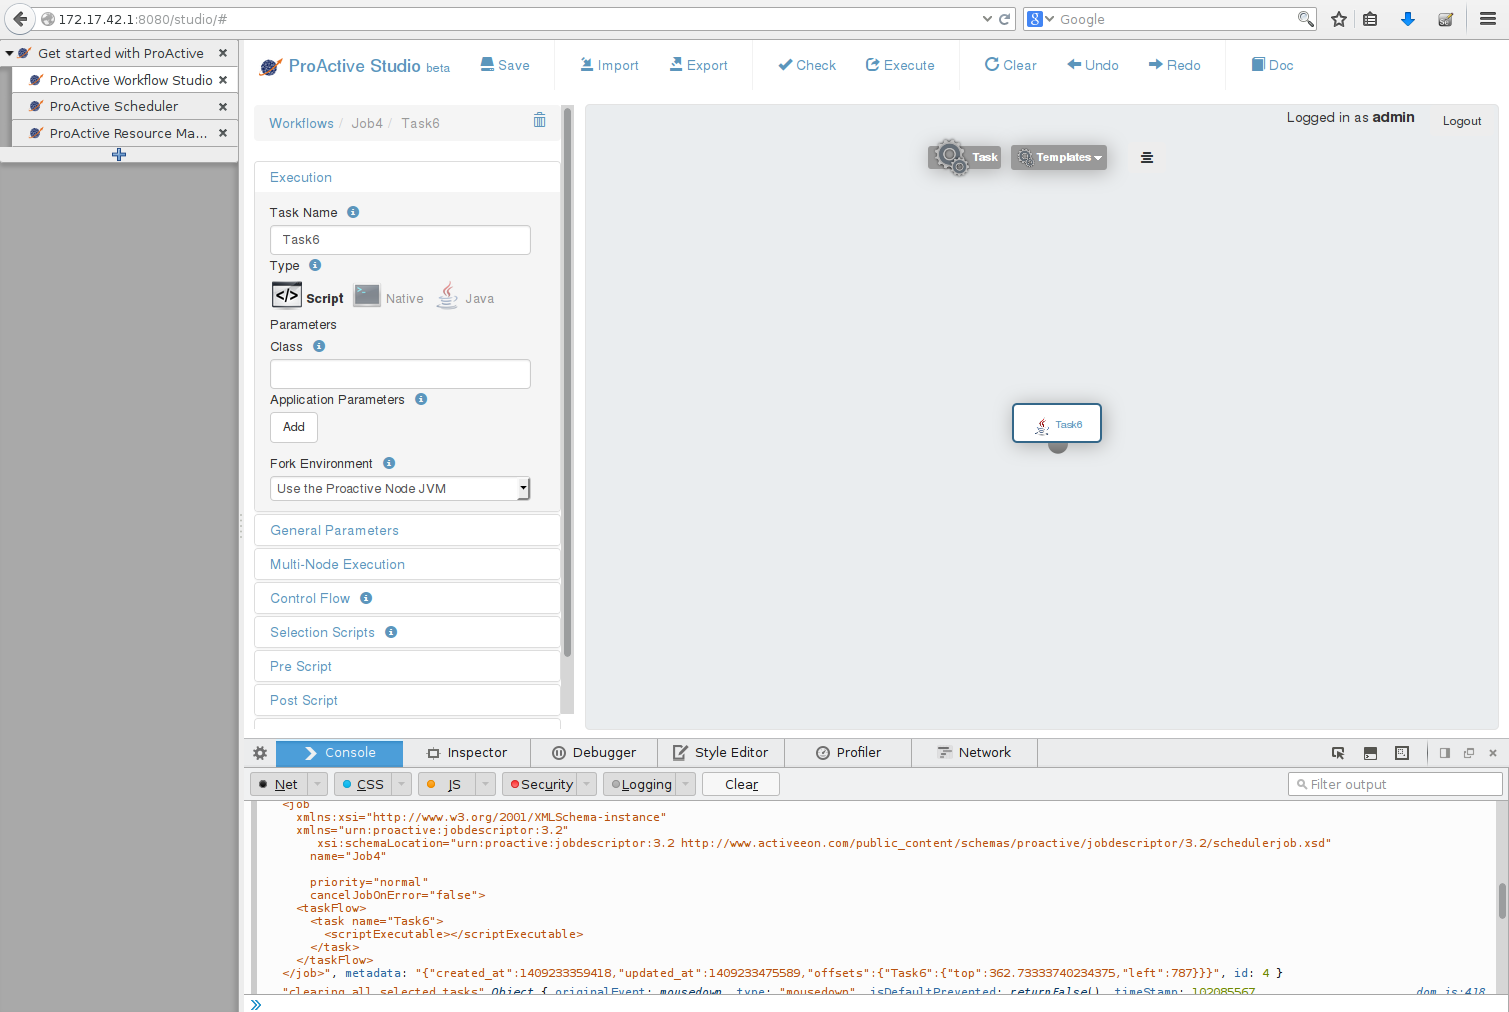 172.17.42.1:8080/studio/#
Google
Get started with ProActive
ProActive Workflow Studio
ProActive Scheduler
ProActive Resource Ma...
ProActive Studio beta
Save
Import
Export
Check
Execute
Clear
Undo
Redo
Doc
Workflows / Job4 / Task6
Logged in as admin
Logout
Task
Templates
Execution
Task Name
Task6
Type
Script
Native
Java
Parameters
Class
Application Parameters
Add
Fork Environment
Use the Proactive Node JVM
General Parameters
Multi-Node Execution
Control Flow
Selection Scripts
Pre Script
Post Script
Task6
Console
Inspector
Debugger
Style Editor
Profiler
Network
Net
CSS
JS
Security
Logging
Clear
Filter output
<job
xmlns:xsi="http://www.w3.org/2001/XMLSchema-instance"
xmlns="urn:proactive:jobdescriptor:3.2"
xsi:schemaLocation="urn:proactive:jobdescriptor:3.2 http://www.activeeon.com/public_content/schemas/proactive/jobdescriptor/3.2/schedulerjob.xsd"
name="Job4"
priority="normal"
cancelJobOnError="false">
<taskFlow>
<task name="Task6">
<scriptExecutable></scriptExecutable>
</task>
</taskFlow>
</job>", metadata: "{"created_at":1409233359418,"updated_at":1409233475589,"offsets":{"Task6":{"top":362.73333740234375,"left":787}}}", id: 4 }
"clearing all selected tasks" Object { originalEvent: mousedown, type: "mousedown", isDefaultPrevented: returnFalse(), timeStamp: 102085567,
dom.js:418